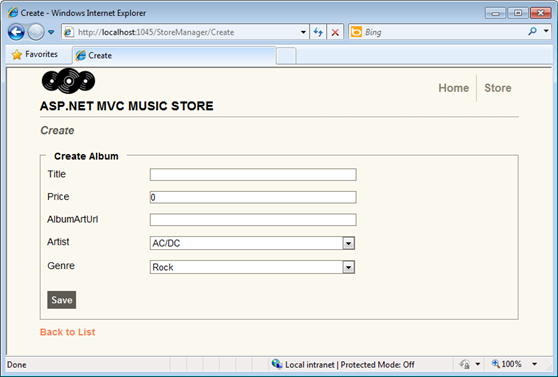 Create - Windows Internet Explorer
http://localhost:1045/StoreManager/Create
Bing
Favorites
Create
Home
Store
ASP.NET MVC MUSIC STORE
Create
Create Album
Title
Price
0
AlbumArtUrl
Artist
AC/DC
Genre
Rock
Save
Back to List
Done
Local intranet | Protected Mode: Off
100%